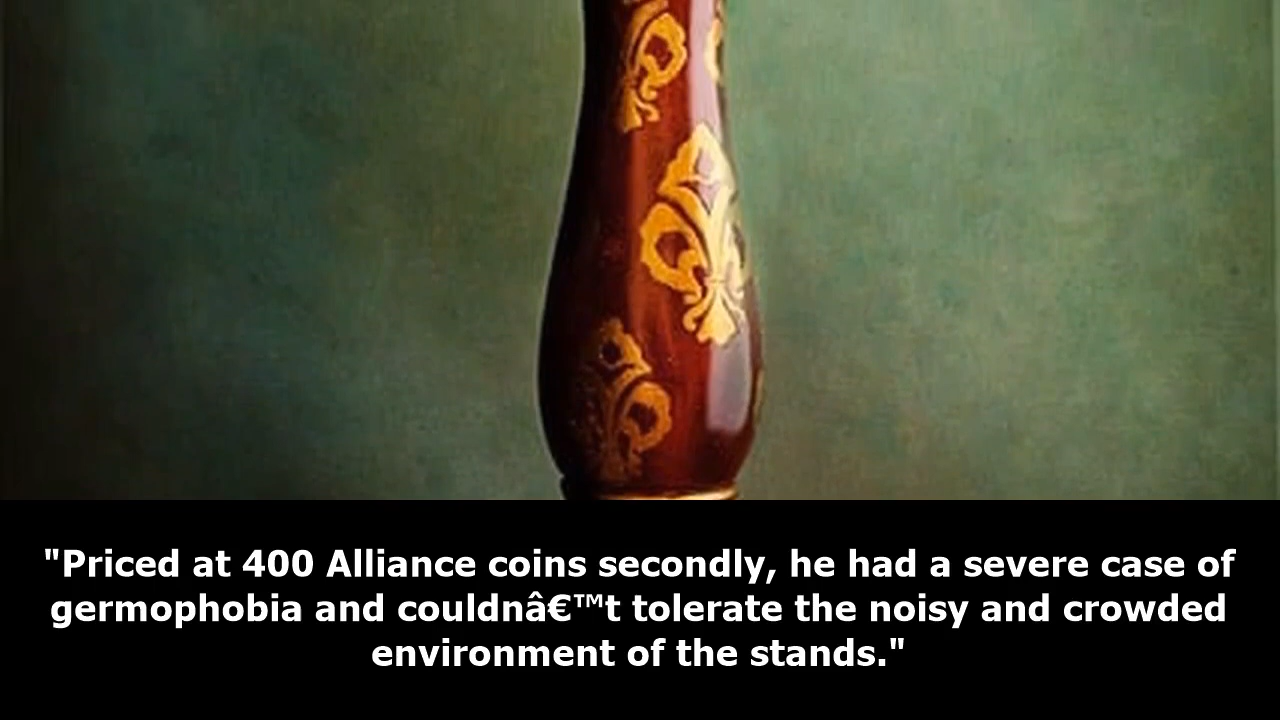 "Priced at 400 Alliance coins secondly, he had a severe case of
germophobia and couldnâ€™t tolerate the noisy and crowded
environment of the stands."